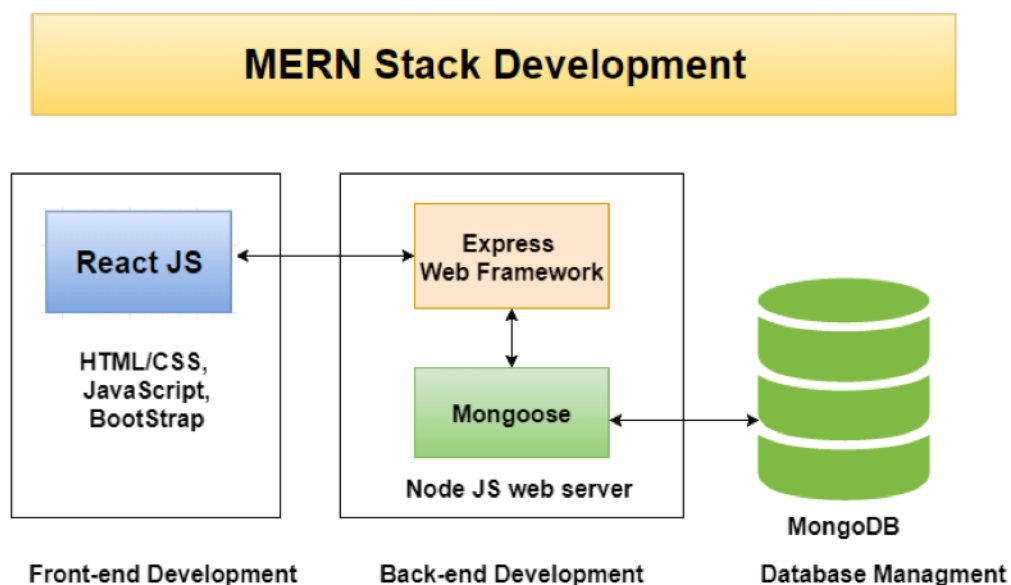 MERN Stack Development
React JS
HTML/CSS,
JavaScript,
BootStrap
Front-end Development
Express
Web Framework
Mongoose
Node JS web server
Back-end Development
MongoDB
Database Managment